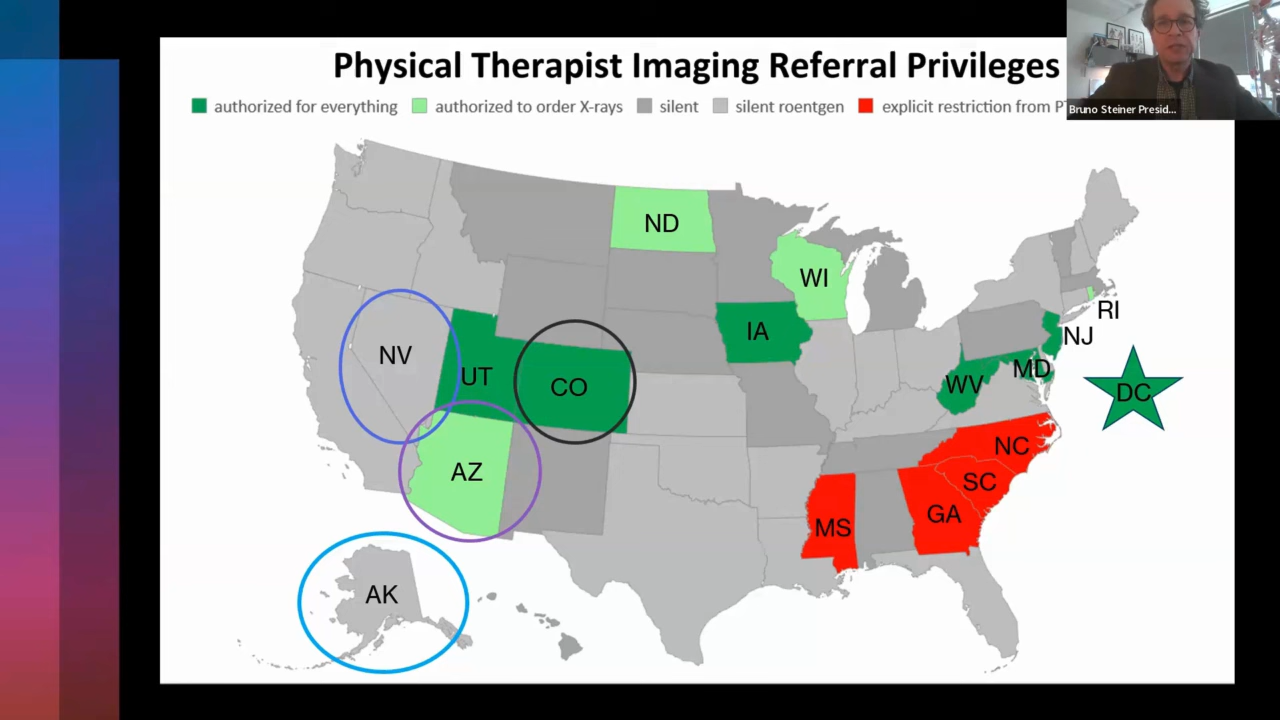 Physical Therapist Imaging Referral Privileges
authorized for everything
authorized to order X-rays
silent
silent roentgen
explicit restriction from
Bruno Steiner Presid...
ND
WI
RI
IA
NJ
NV
UT
CO
WV
MD
DC
AZ
NC
SC
GA
MS
AK